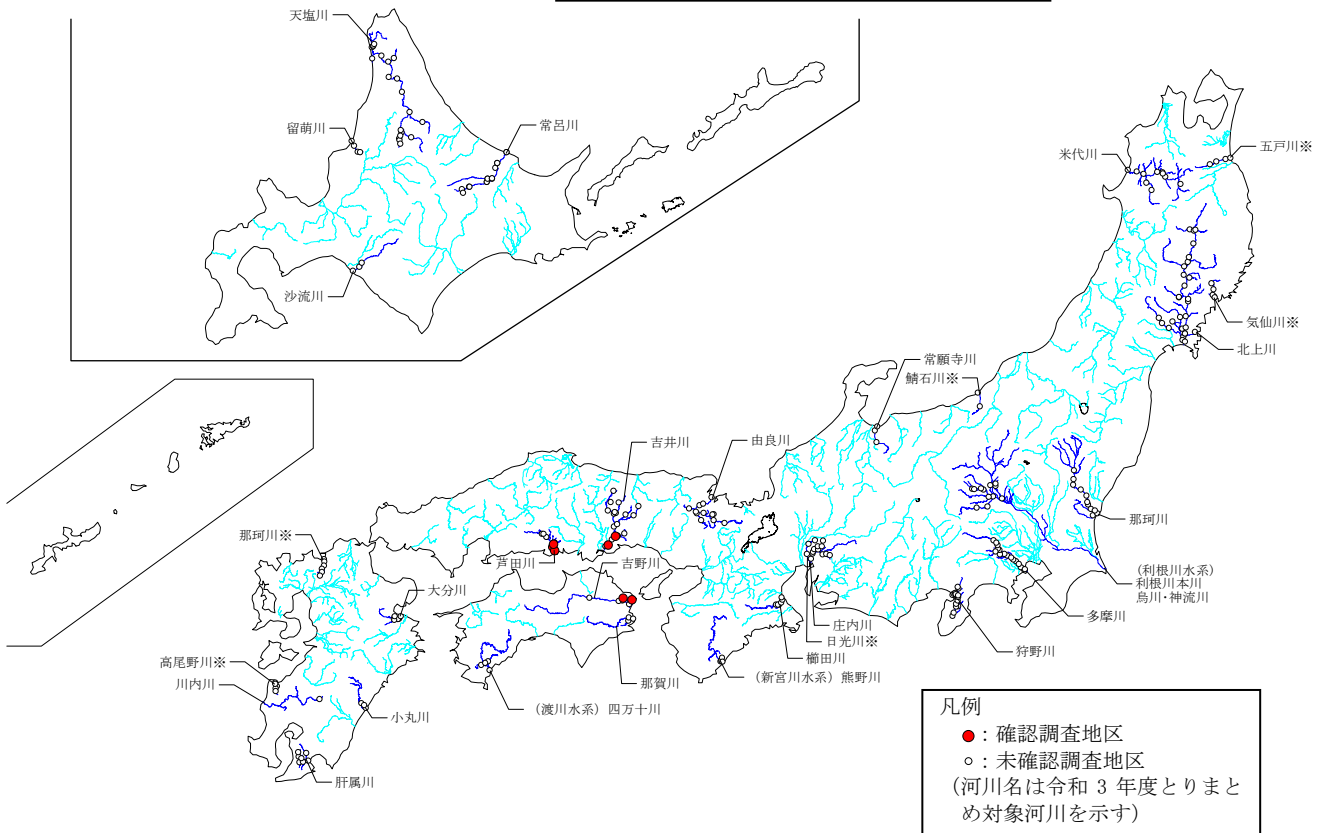 天塩川
留萌川
常呂川
沙流川
米代川
五戸川※
気仙川※
北上川
常願寺川
鯖石川※
吉井川
由良川
那珂川
(利根川水系)
利根川本川
烏川・神流川
多摩川
狩野川
庄内川
日光川※
櫛田川
(新宮川水系) 熊野川
芦田川
吉野川
那賀川
(渡川水系) 四万十川
那珂川※
大分川
高尾野川※
川内川
小丸川
肝属川
凡例
●:確認調査地区
○:未確認調査地区
(河川名は令和 3 年度とりまと
め対象河川を示す)